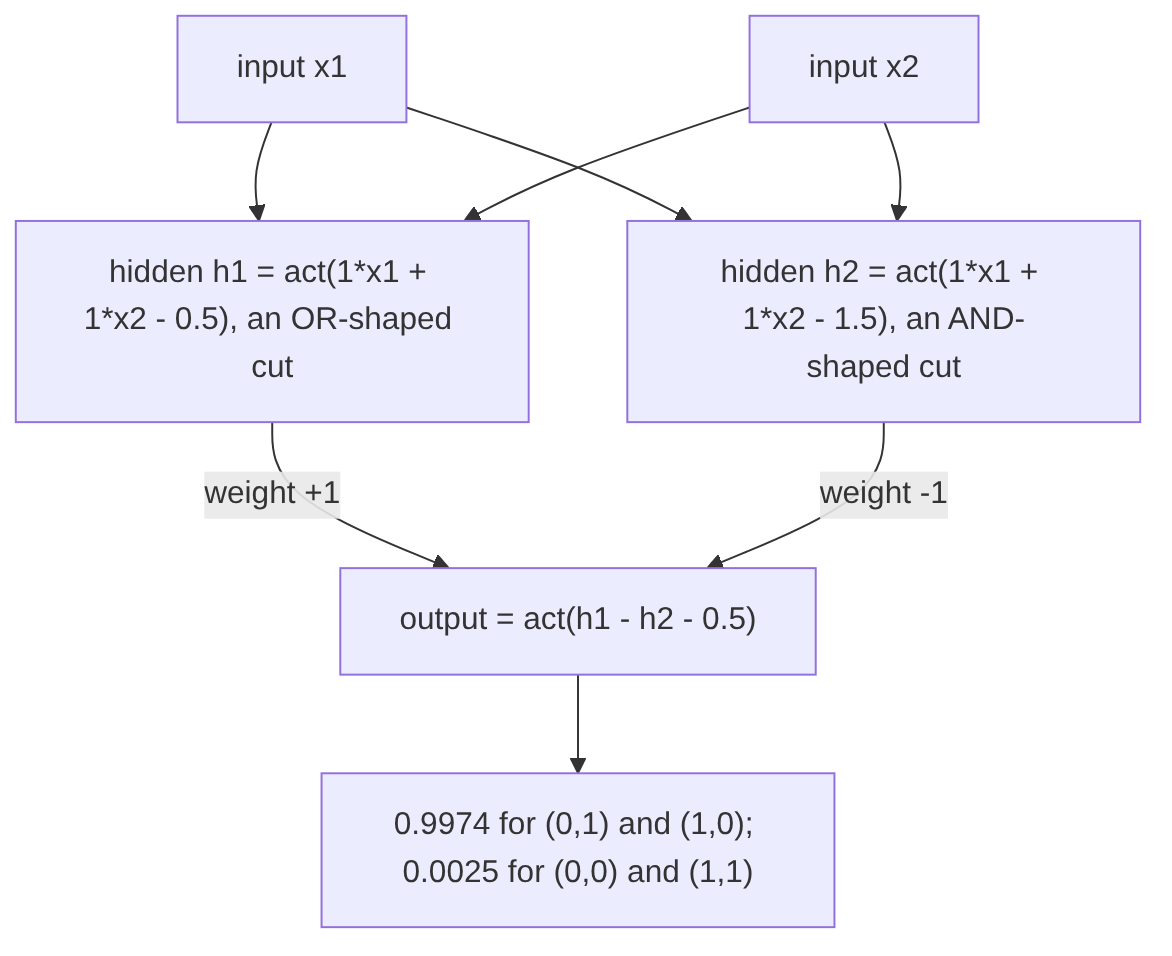 input x1
input x2
hidden h1 = act(1*x1 +
1*x2 - 0.5), an OR-shaped
cut
hidden h2 = act(1*x1 +
1*x2 - 1.5), an AND-
shaped cut
weight +1
weight -1
output = act(h1 - h2 - 0.5)
0.9974 for (0,1) and (1,0);
0.0025 for (0,0) and (1,1)